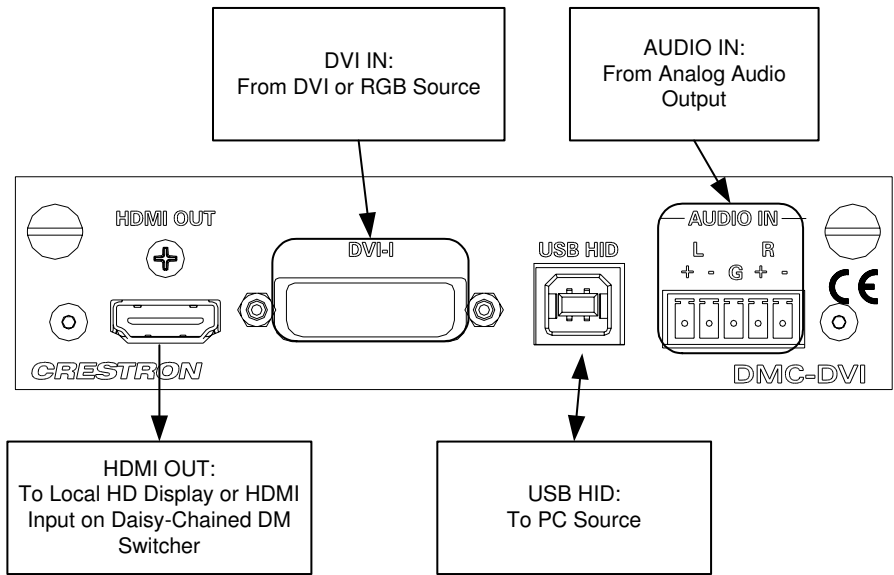 DVI IN:
From DVI or RGB Source
AUDIO IN:
From Analog Audio
Output
HDMI OUT
DVI-I
USB HID
AUDIO IN
L R
+ - G + -
CE
CRESTRON
DMC-DVI
HDMI OUT:
To Local HD Display or HDMI
Input on Daisy-Chained DM
Switcher
USB HID:
To PC Source